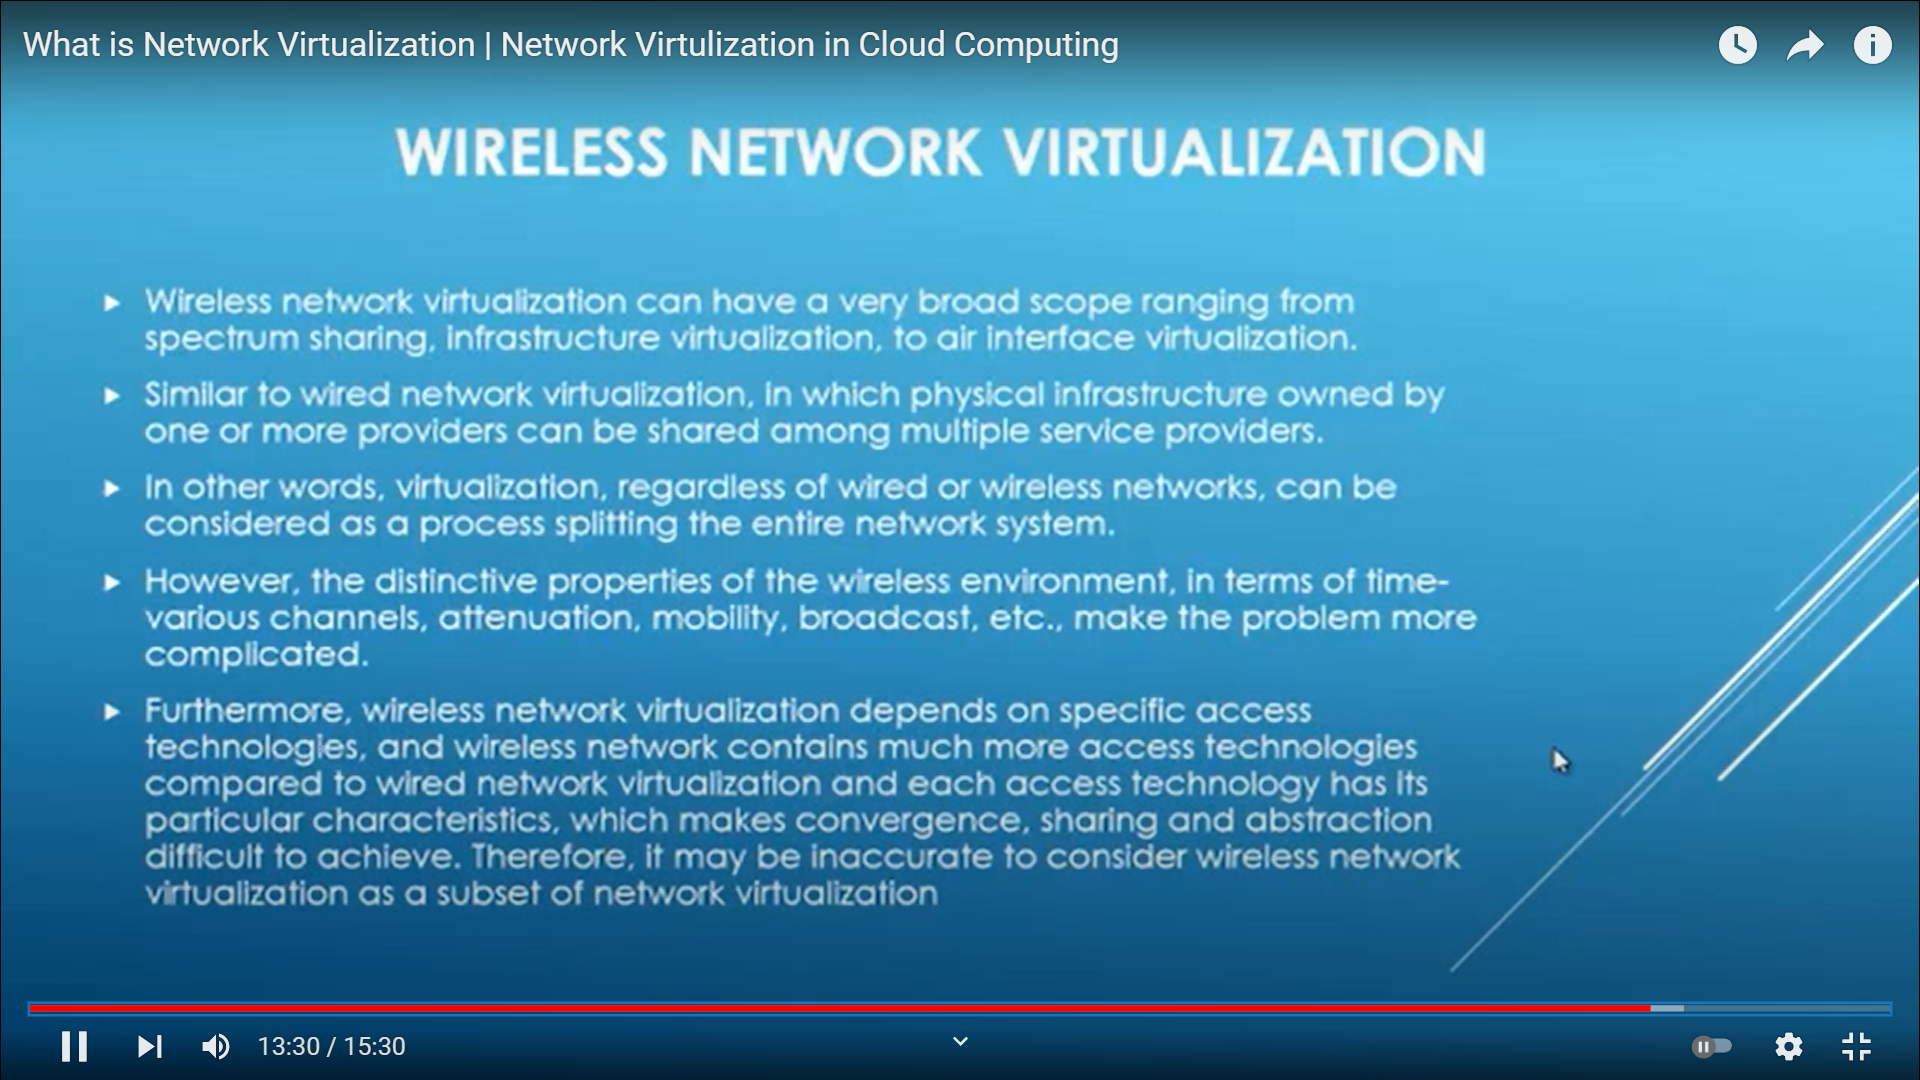 What is Network Virtualization | Network Virtulization in Cloud Computing
WIRELESS NETWORK VIRTUALIZATION
Wireless network virtualization can have a very broad scope ranging from
spectrum sharing, infrastructure virtualization, to air interface virtualization.
Similar to wired network virtualization, in which physical infrastructure owned by
one or more providers can be shared among multiple service providers.
In other words, virtualization, regardless of wired or wireless networks, can be
considered as a process splitting the entire network system.
However, the distinctive properties of the wireless environment, in terms of time-
various channels, attenuation, mobility, broadcast, etc., make the problem more
complicated.
Furthermore, wireless network virtualization depends on specific access
technologies, and wireless network contains much more access technologies
compared to wired network virtualization and each access technology has its
particular characteristics, which makes convergence, sharing and abstraction
difficult to achieve. Therefore, it may be inaccurate to consider wireless network
virtualization as a subset of network virtualization
13:30 / 15:30